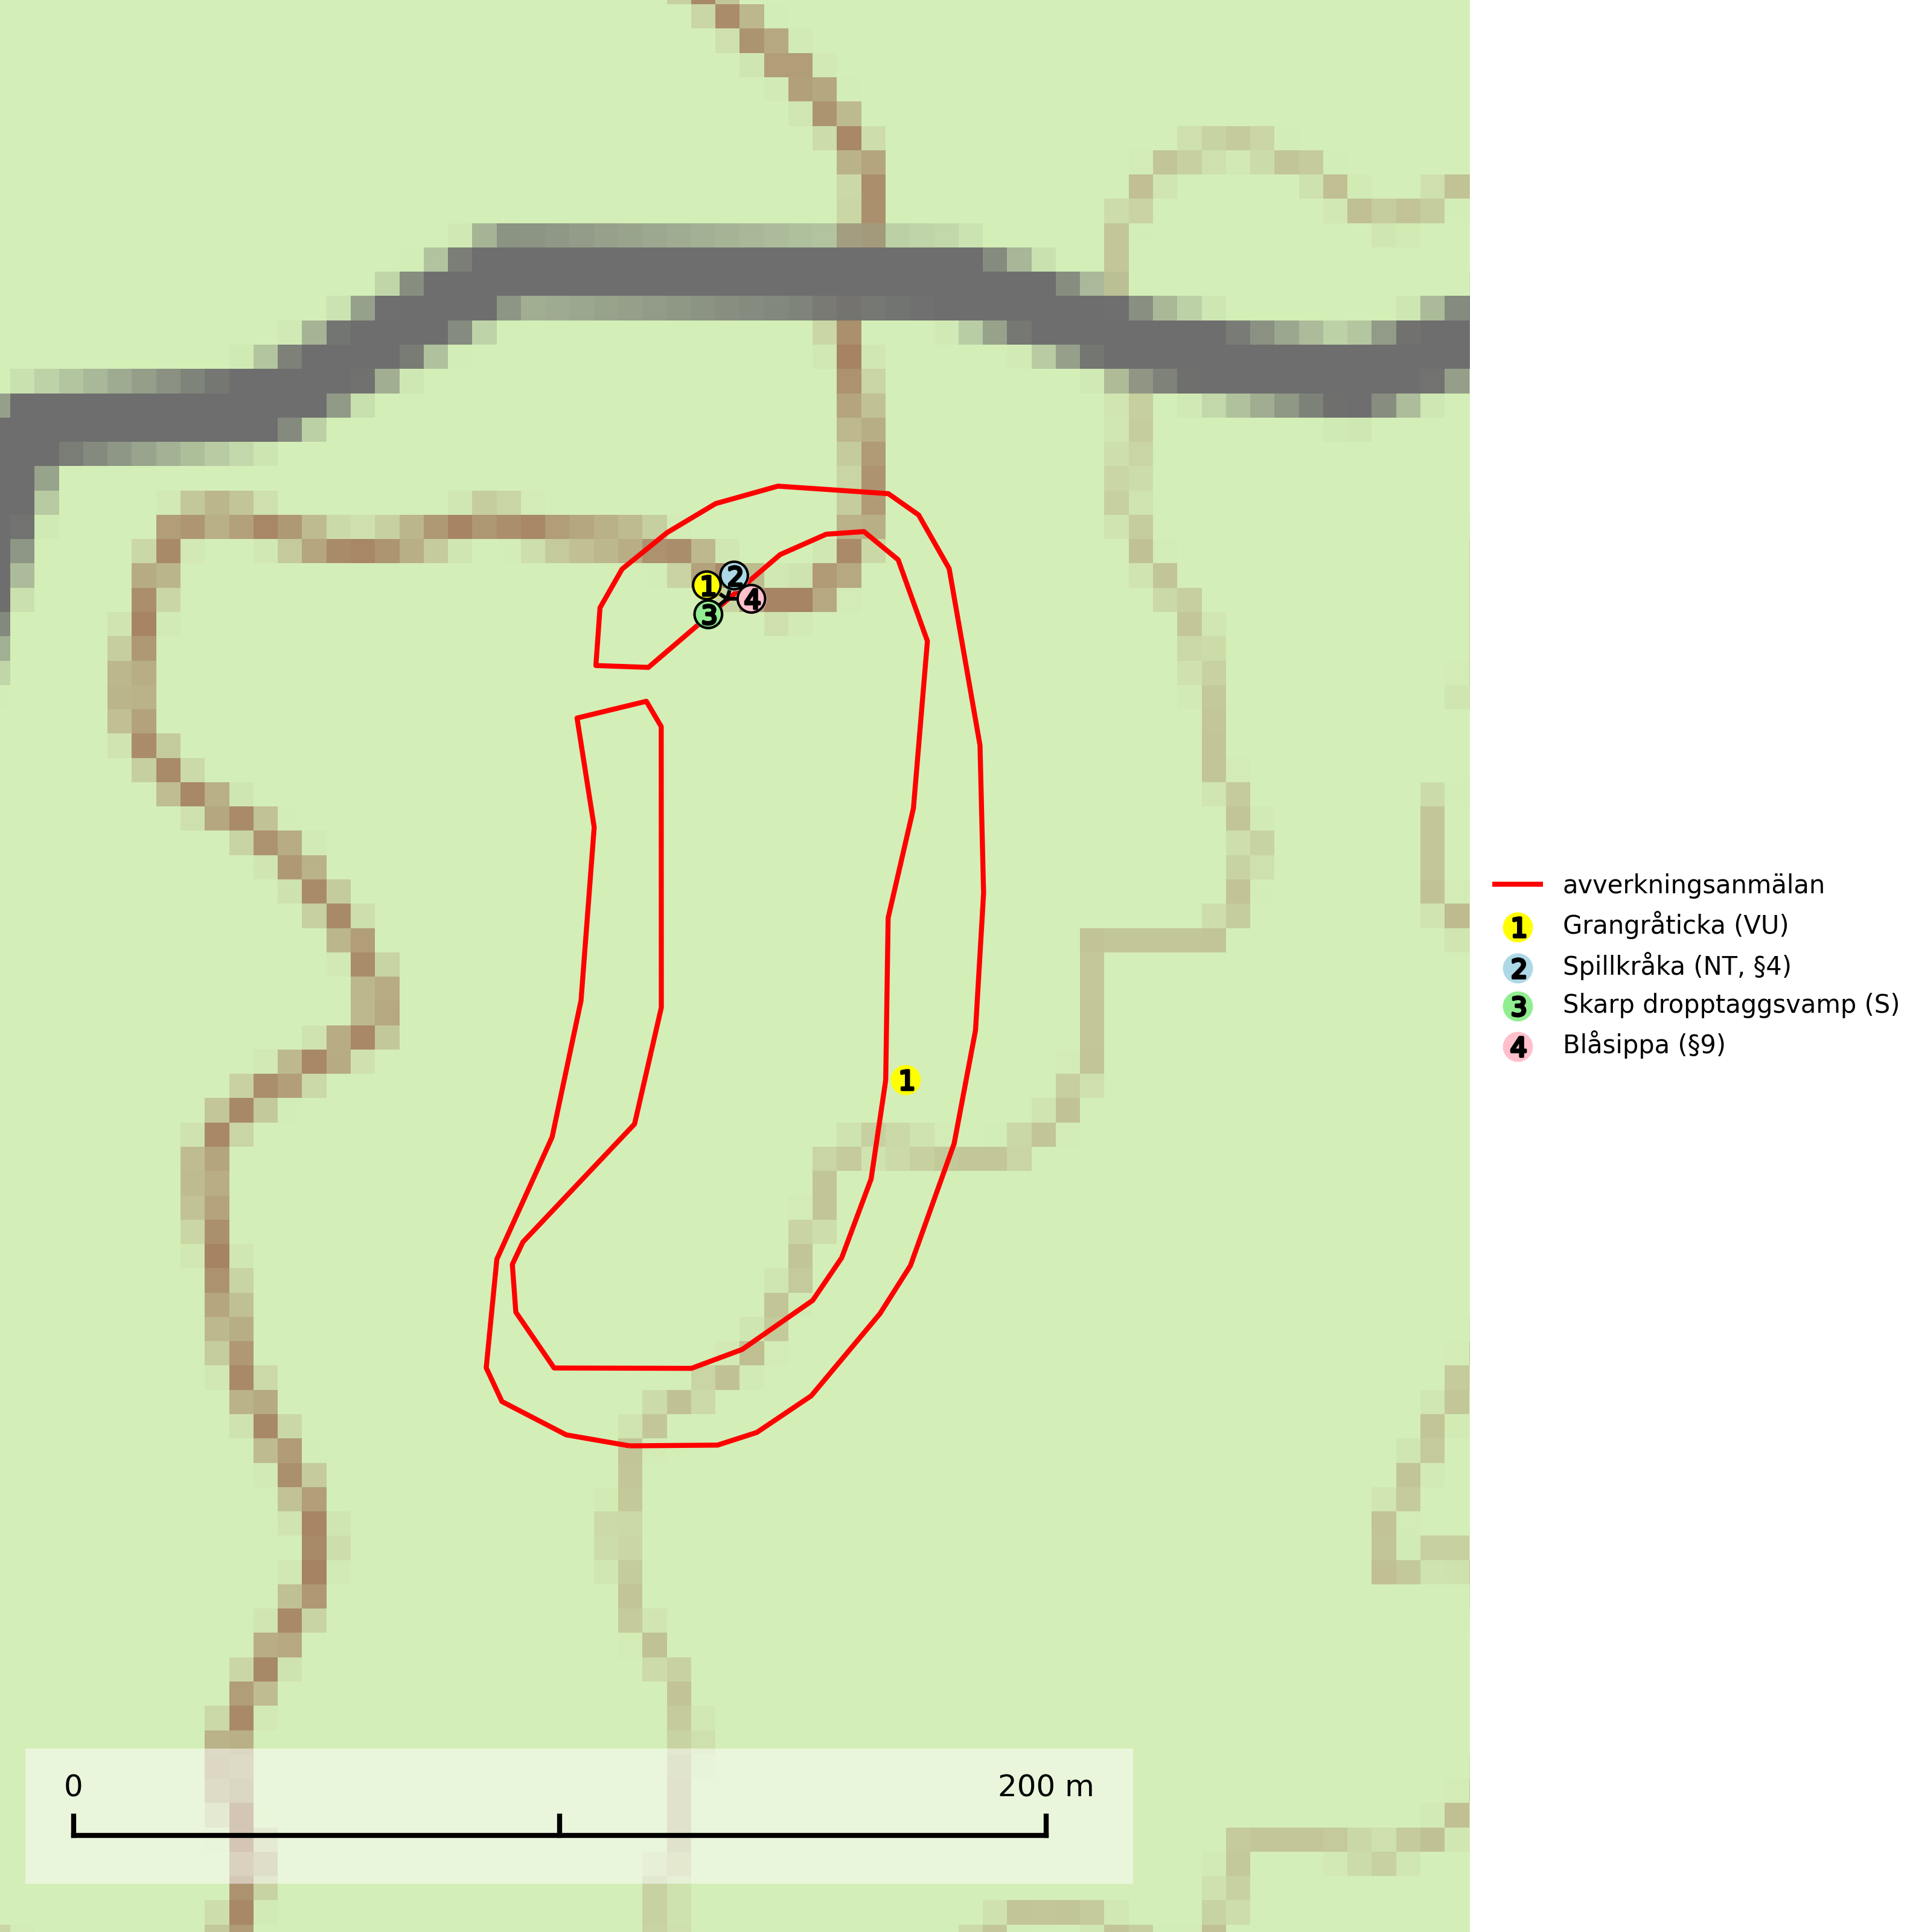 2
1
4
3
1
avverkningsanmälan
1 Grangråticka (VU)
2 Spillkråka (NT, §4)
3 Skarp dropptaggsvamp (S)
4 Blåsippa (§9)
0 200 m